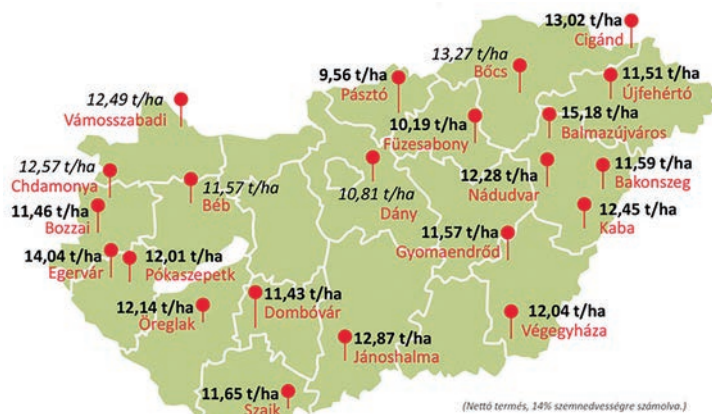 13,02 t/ha
Cigánd
13,27 t/ha
Bőcs
9,56 t/ha
Pásztó
11,51 t/ha
Újfehértó
12,49 t/ha
Vámosszabadi
10,19 t/ha
Füzesabony
15,18 t/ha
Balmazújváros
12,57 t/ha
Chdamonya
11,57 t/ha
Béb
10,81 t/ha
Dány
12,28 t/ha
Nádudvar
11,59 t/ha
Bakonszeg
11,46 t/ha
Bozzai
12,45 t/ha
Kaba
11,57 t/ha
Gyomaendrőd
14,04 t/ha
Egervár
12,01 t/ha
Pókaszepetk
12,14 t/ha
Öreglak
11,43 t/ha
Dombóvár
12,04 t/ha
Végegyháza
12,87 t/ha
Jánoshalma
11,65 t/ha
Szajk
(Nettó termés, 14% szemnedvességre számolva.)